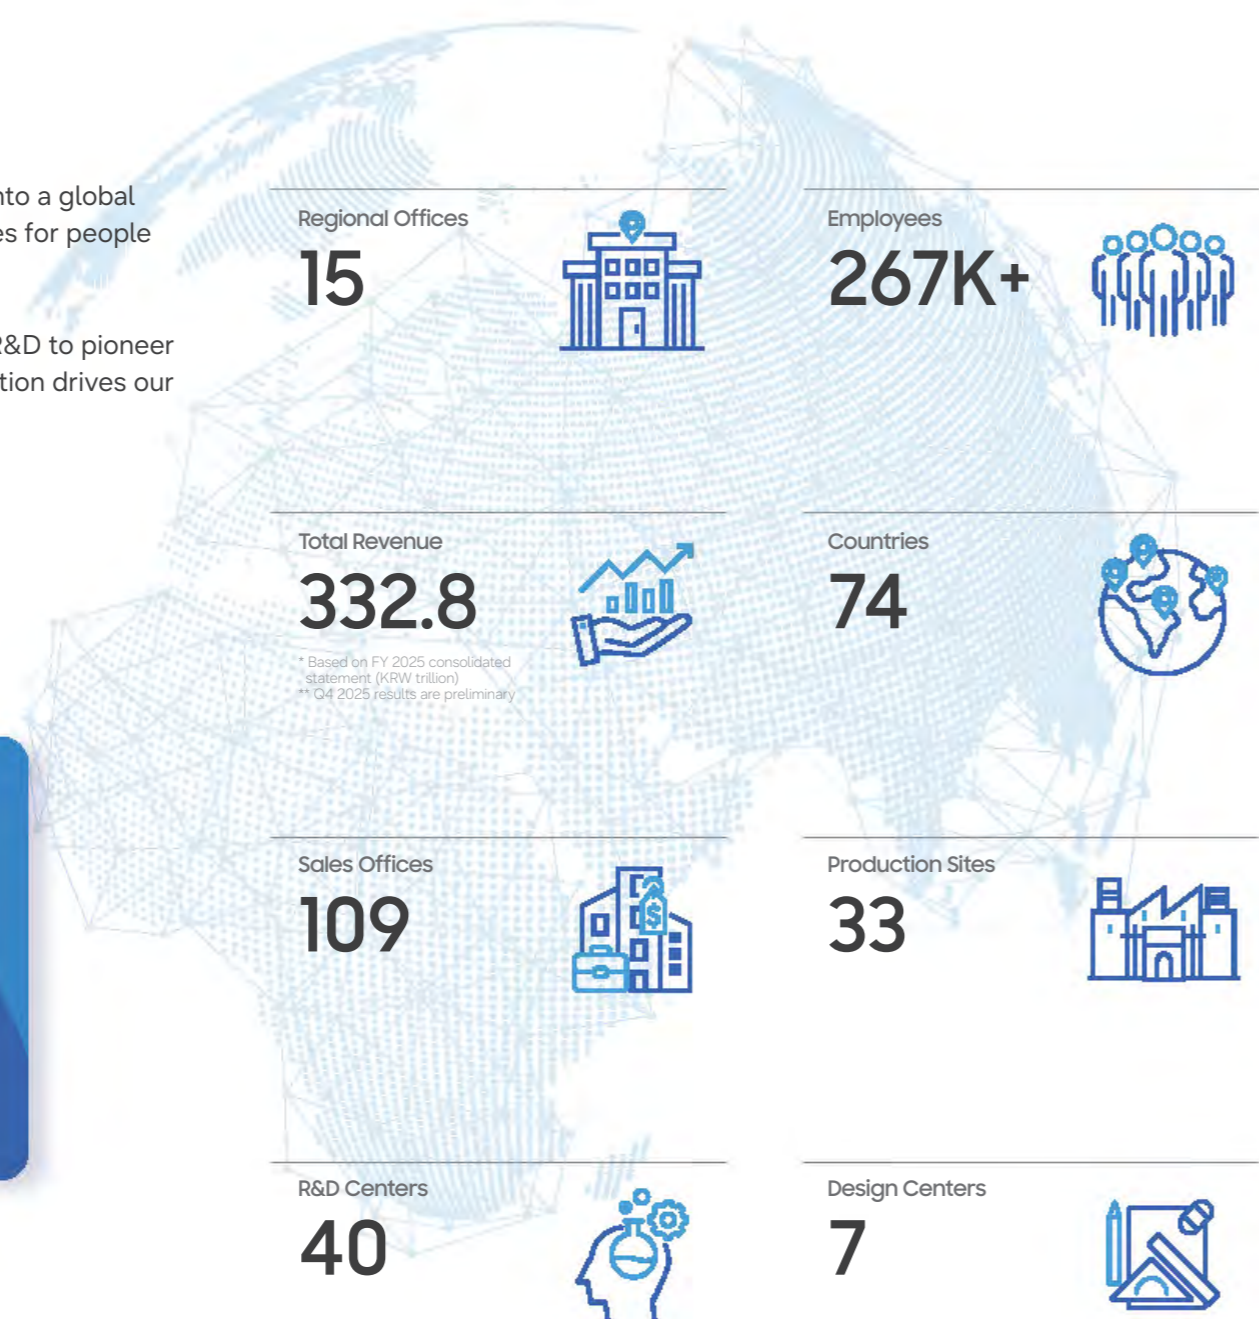 nto a global
es for people
R&D to pioneer
tion drives our
Regional Offices
15
Employees
267K+
Total Revenue
332.8
* Based on FY 2025 consolidated
statement (KRW trillion)
** Q4 2025 results are preliminary
Countries
74
Sales Offices
109
$
Production Sites
33
R&D Centers
40
Design Centers
7